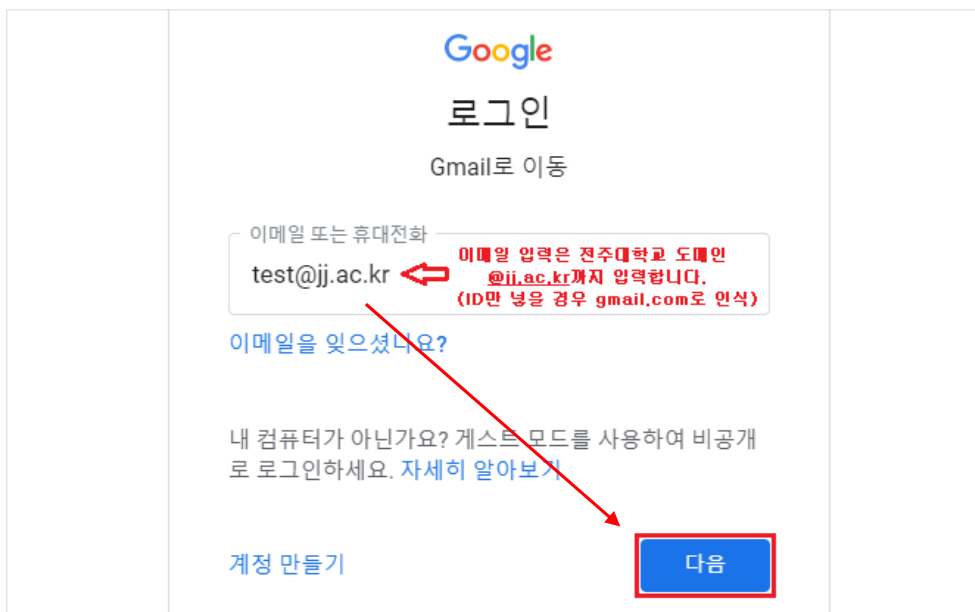 Google
로그인
Gmail로 이동
이메일 또는 휴대전화
test@jj.ac.kr
이메일 입력은 전주대학교 도메인
@jj.ac.kr까지 입력합니다.
(ID만 넣을 경우 gmail.com로 인식)
이메일을 잊으셨나요?
내 컴퓨터가 아닌가요? 게스트 모드를 사용하여 비공개
로 로그인하세요. 자세히 알아보기
계정 만들기
다음